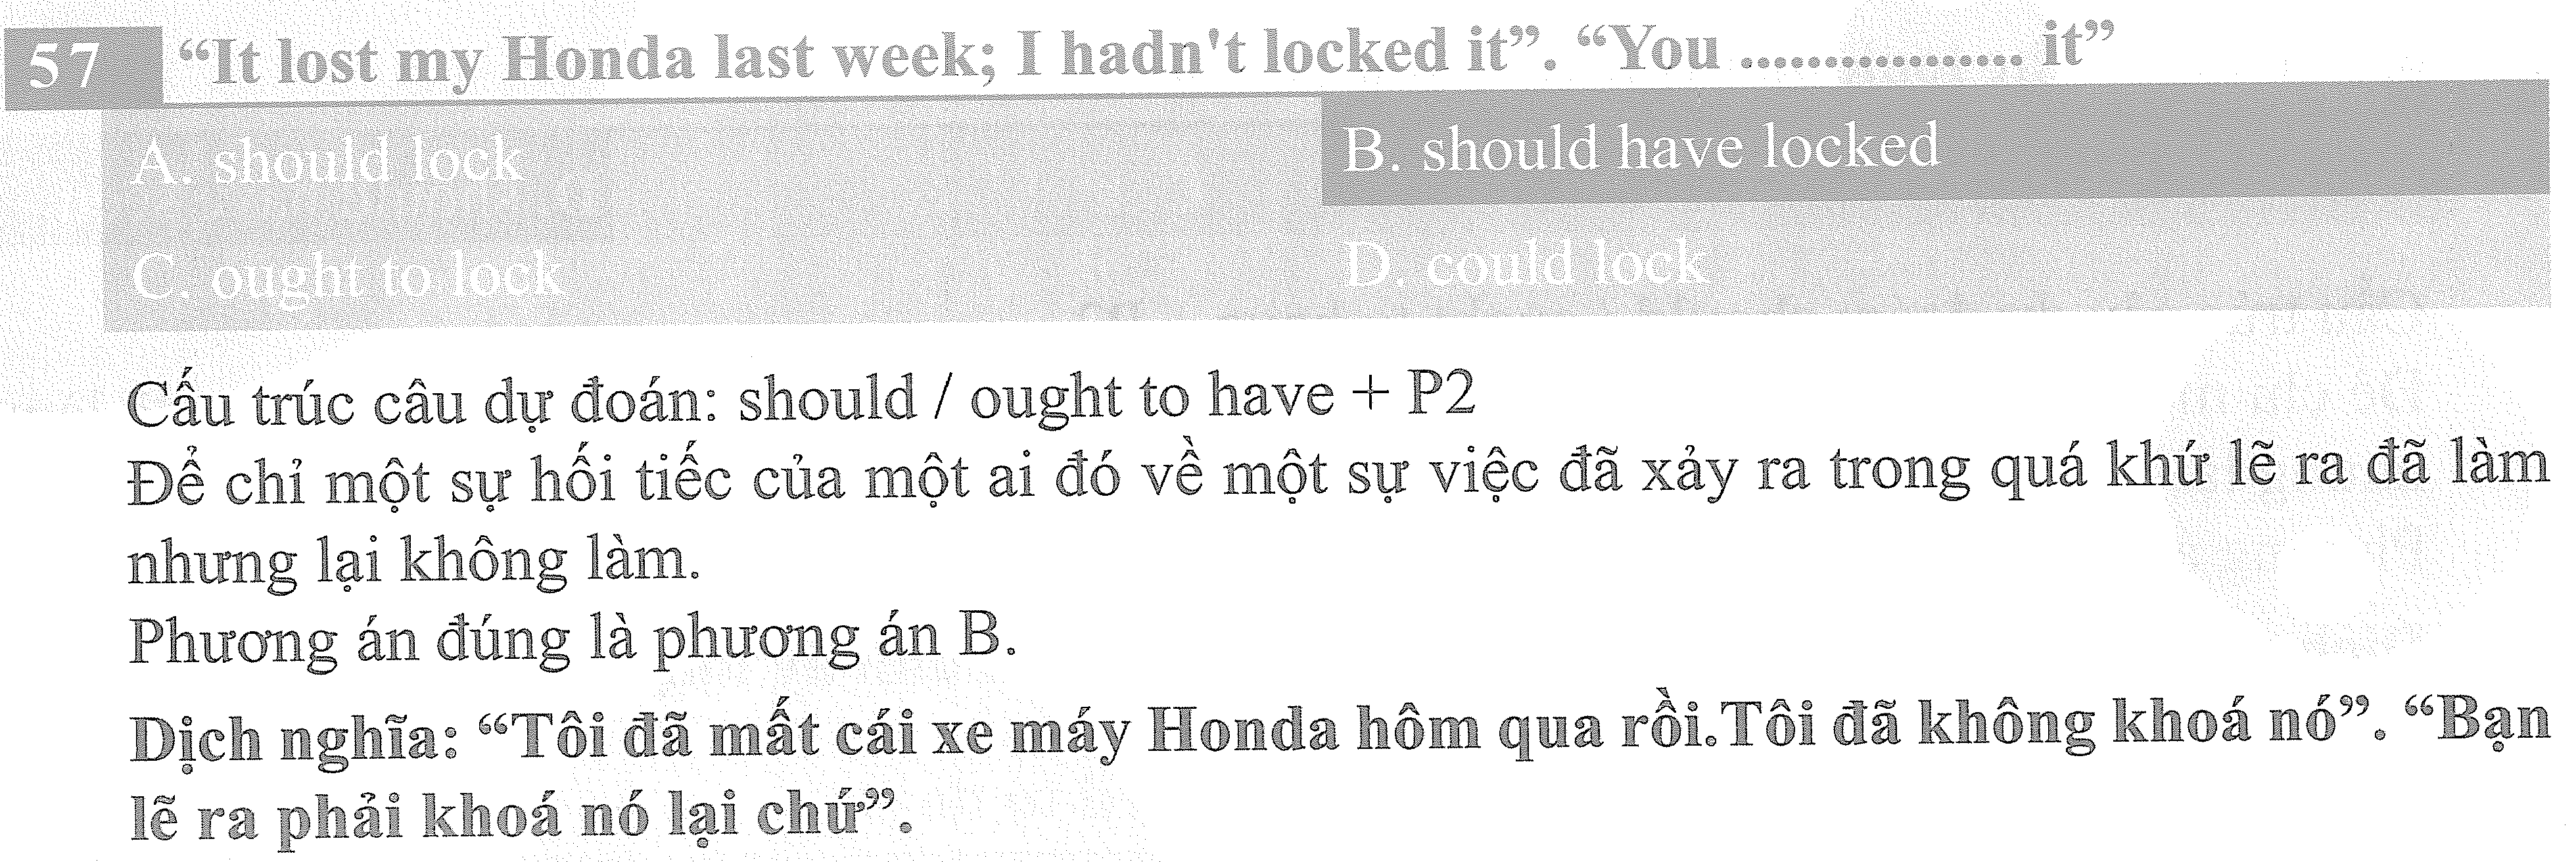 57 “It lost my Honda last week; I hadn't locked it”. “You ................. it”
A. should lock B. should have locked
C. ought to lock D. could lock
Cấu trúc câu dự đoán: should / ought to have + P2
Để chỉ một sự hối tiếc của một ai đó về một sự việc đã xảy ra trong quá khứ lẽ ra đã làm
nhưng lại không làm.
Phương án đúng là phương án B.
Dịch nghĩa: “Tôi đã mất cái xe máy Honda hôm qua rồi.Tôi đã không khoá nó”. “Bạn
lẽ ra phải khoá nó lại chứ”.